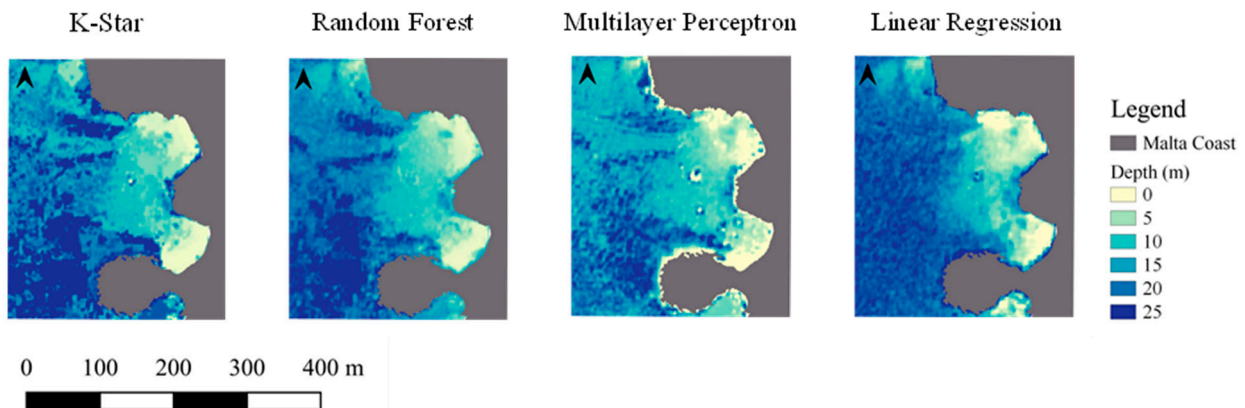 K-Star
Random Forest
Multilayer Perceptron
Linear Regression
Legend
Malta Coast
Depth (m)
0
5
10
15
20
25
0 100 200 300 400 m